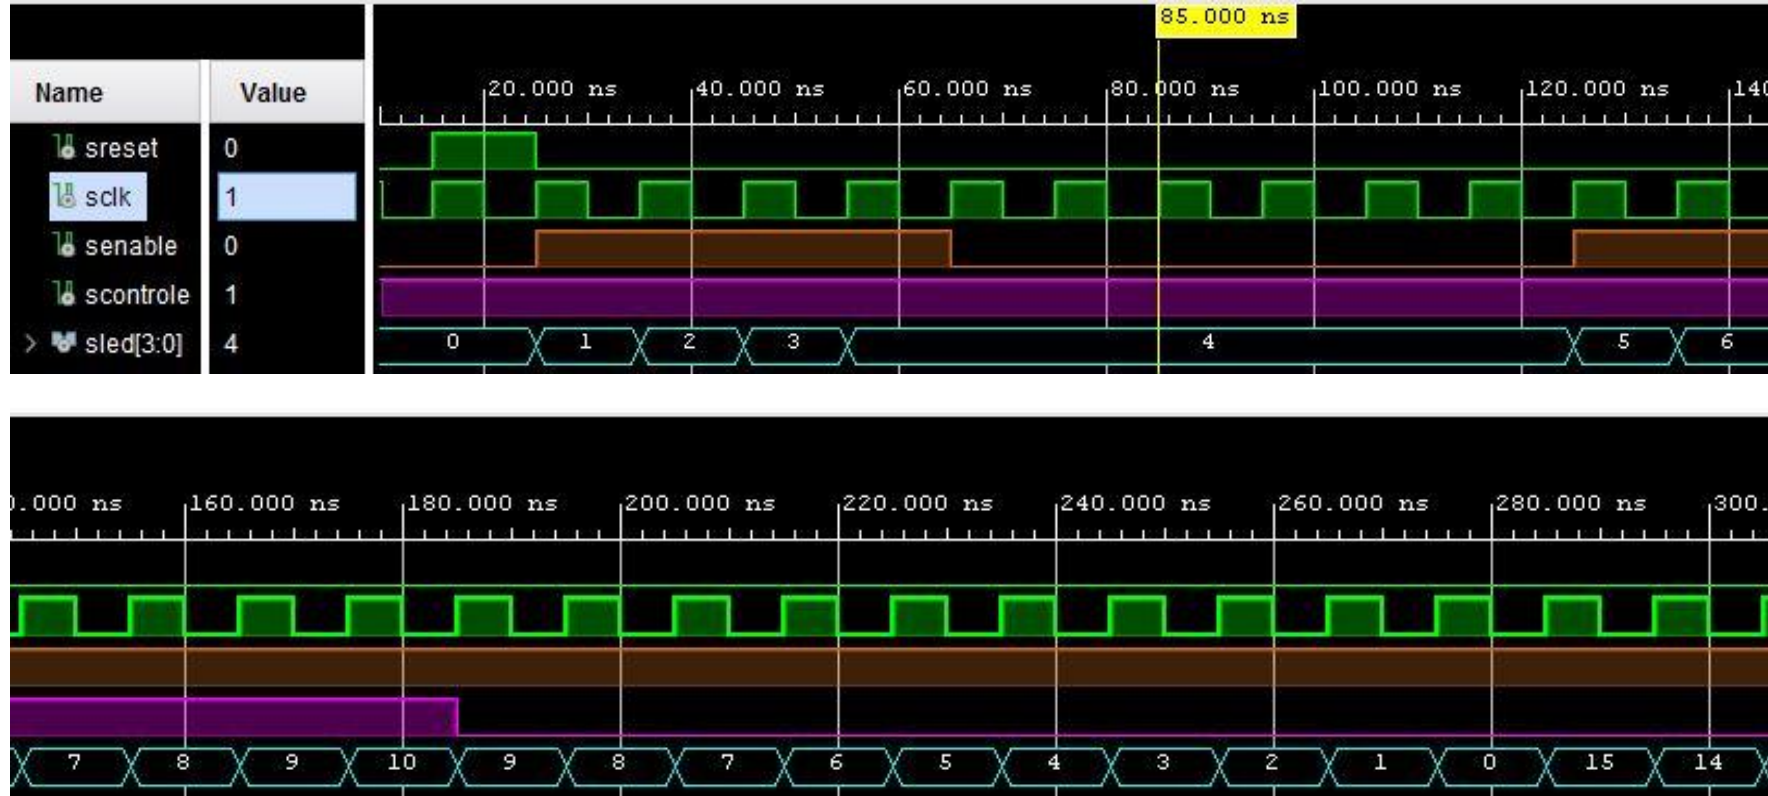 85.000 ns
Name Value 20.000 ns 40.000 ns 60.000 ns 80.000 ns 100.000 ns 120.000 ns 140
sreset 0
sclk 1
senable 0
scontrole 1
sled[3:0] 4 0 1 2 3 4 5 6
0.000 ns 160.000 ns 180.000 ns 200.000 ns 220.000 ns 240.000 ns 260.000 ns 280.000 ns 300.
7 8 9 10 9 8 7 6 5 4 3 2 1 0 15 14